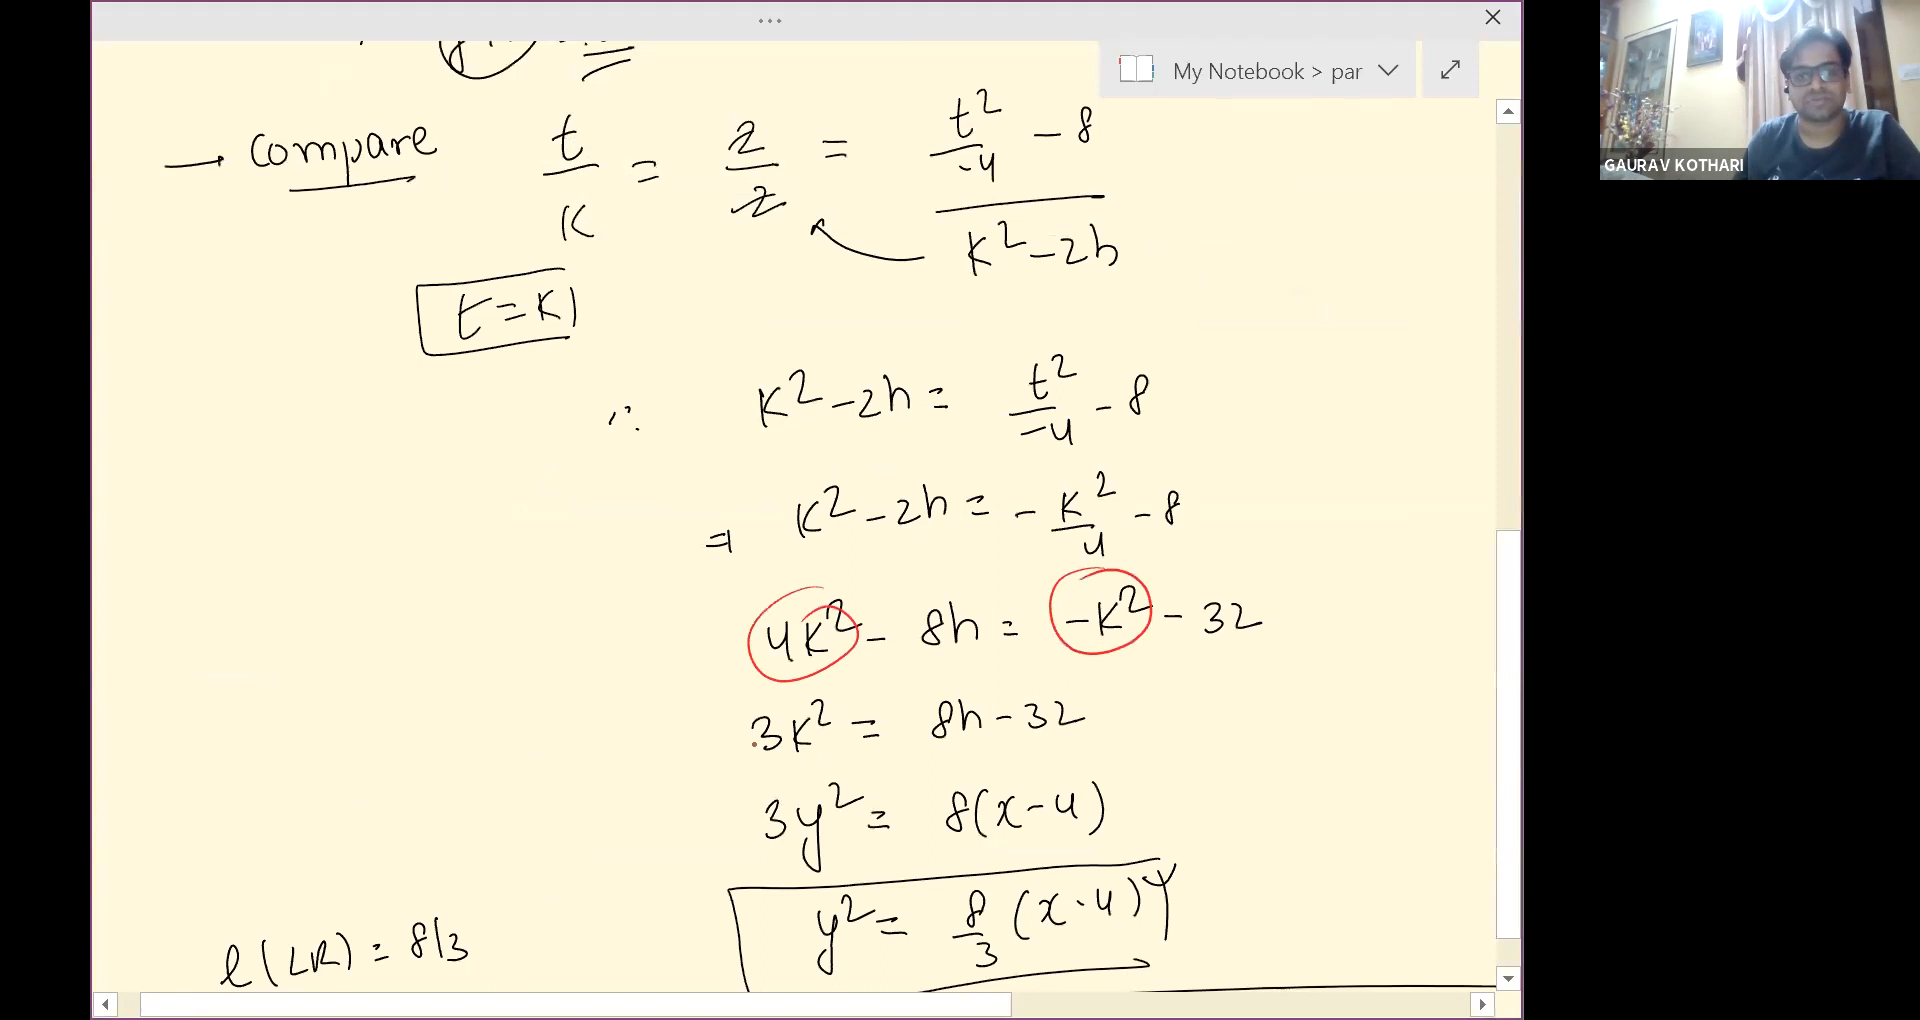 My Notebook > par
GAURAV KOTHARI
→ Compare t/K = 2/2 = (t²/-4 - 8)/(K² - 2h)
t = K
∴ K² - 2h = t²/-4 - 8
⇒ K² - 2h = - K²/4 - 8
4K² - 8h = -K² - 32
3K² = 8h - 32
3y² = 8(x - 4)
y² = 8/3 (x - 4)
l(LR) = 8/3